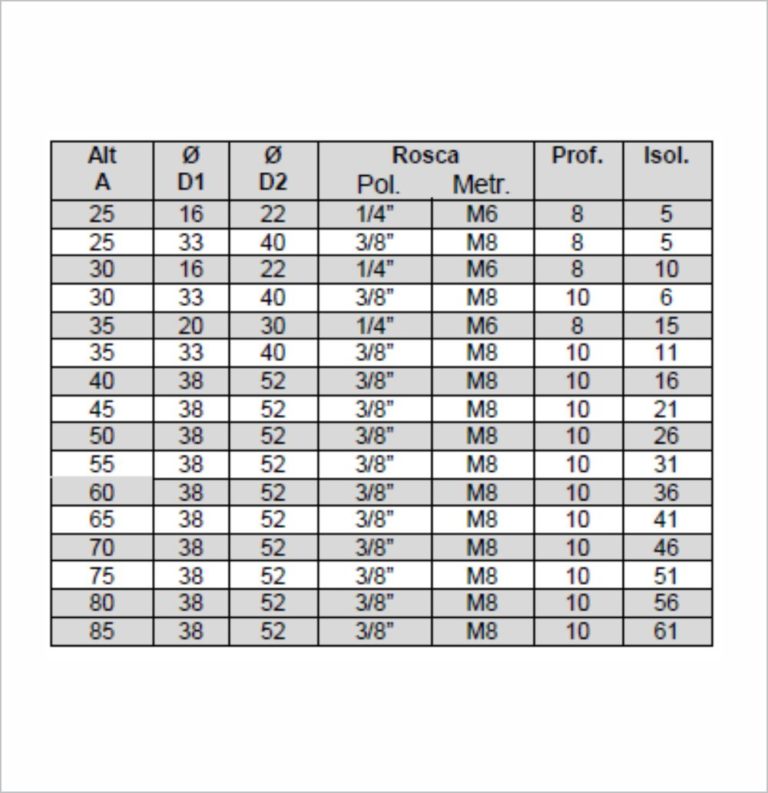 Alt Ø Ø Rosca Prof. Isol.
A D1 D2 Pol. Metr.
25 16 22 1/4” M6 8 5
25 33 40 3/8” M8 8 5
30 16 22 1/4” M6 8 10
30 33 40 3/8” M8 10 6
35 20 30 1/4” M6 8 15
35 33 40 3/8” M8 10 11
40 38 52 3/8” M8 10 16
45 38 52 3/8” M8 10 21
50 38 52 3/8” M8 10 26
55 38 52 3/8” M8 10 31
60 38 52 3/8” M8 10 36
65 38 52 3/8” M8 10 41
70 38 52 3/8” M8 10 46
75 38 52 3/8” M8 10 51
80 38 52 3/8” M8 10 56
85 38 52 3/8” M8 10 61